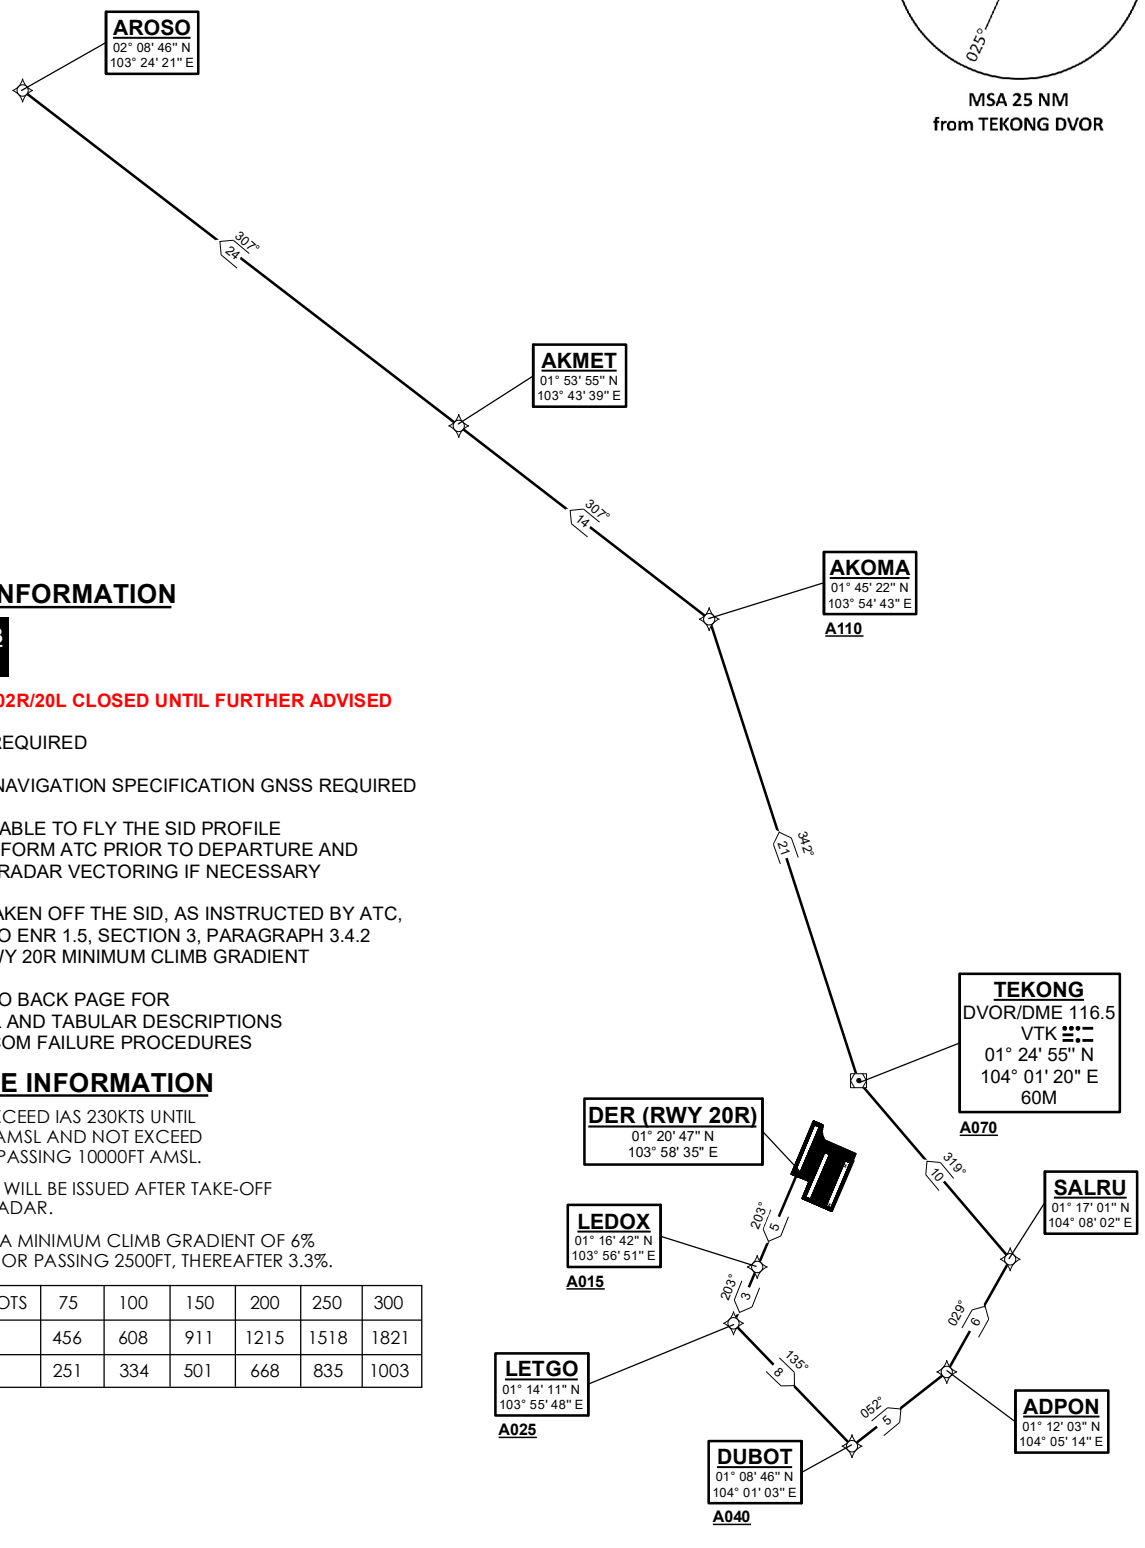 AROSO
02° 08' 46" N
103° 24' 21" E
025°
MSA 25 NM
from TEKONG DVOR
307°
24
AKMET
01° 53' 55" N
103° 43' 39" E
307°
14
AKOMA
01° 45' 22" N
103° 54' 43" E
A110
NFORMATION
02R/20L CLOSED UNTIL FURTHER ADVISED
REQUIRED
NAVIGATION SPECIFICATION GNSS REQUIRED
ABLE TO FLY THE SID PROFILE
FORM ATC PRIOR TO DEPARTURE AND
RADAR VECTORING IF NECESSARY
AKEN OFF THE SID, AS INSTRUCTED BY ATC,
O ENR 1.5, SECTION 3, PARAGRAPH 3.4.2
WY 20R MINIMUM CLIMB GRADIENT
O BACK PAGE FOR
L AND TABULAR DESCRIPTIONS
COM FAILURE PROCEDURES
342°
21
TEKONG
DVOR/DME 116.5
VTK
01° 24' 55" N
104° 01' 20" E
60M
A070
E INFORMATION
XCEED IAS 230KTS UNTIL
AMSL AND NOT EXCEED
PASSING 10000FT AMSL.
WILL BE ISSUED AFTER TAKE-OFF
ADAR.
A MINIMUM CLIMB GRADIENT OF 6%
OR PASSING 2500FT, THEREAFTER 3.3%.
OTS 75 100 150 200 250 300
456 608 911 1215 1518 1821
251 334 501 668 835 1003
DER (RWY 20R)
01° 20' 47" N
103° 58' 35" E
319°
10
SALRU
01° 17' 01" N
104° 08' 02" E
203°
5
LEDOX
01° 16' 42" N
103° 56' 51" E
A015
203°
3
029°
6
LETGO
01° 14' 11" N
103° 55' 48" E
A025
135°
8
052°
5
ADPON
01° 12' 03" N
104° 05' 14" E
DUBOT
01° 08' 46" N
104° 01' 03" E
A040